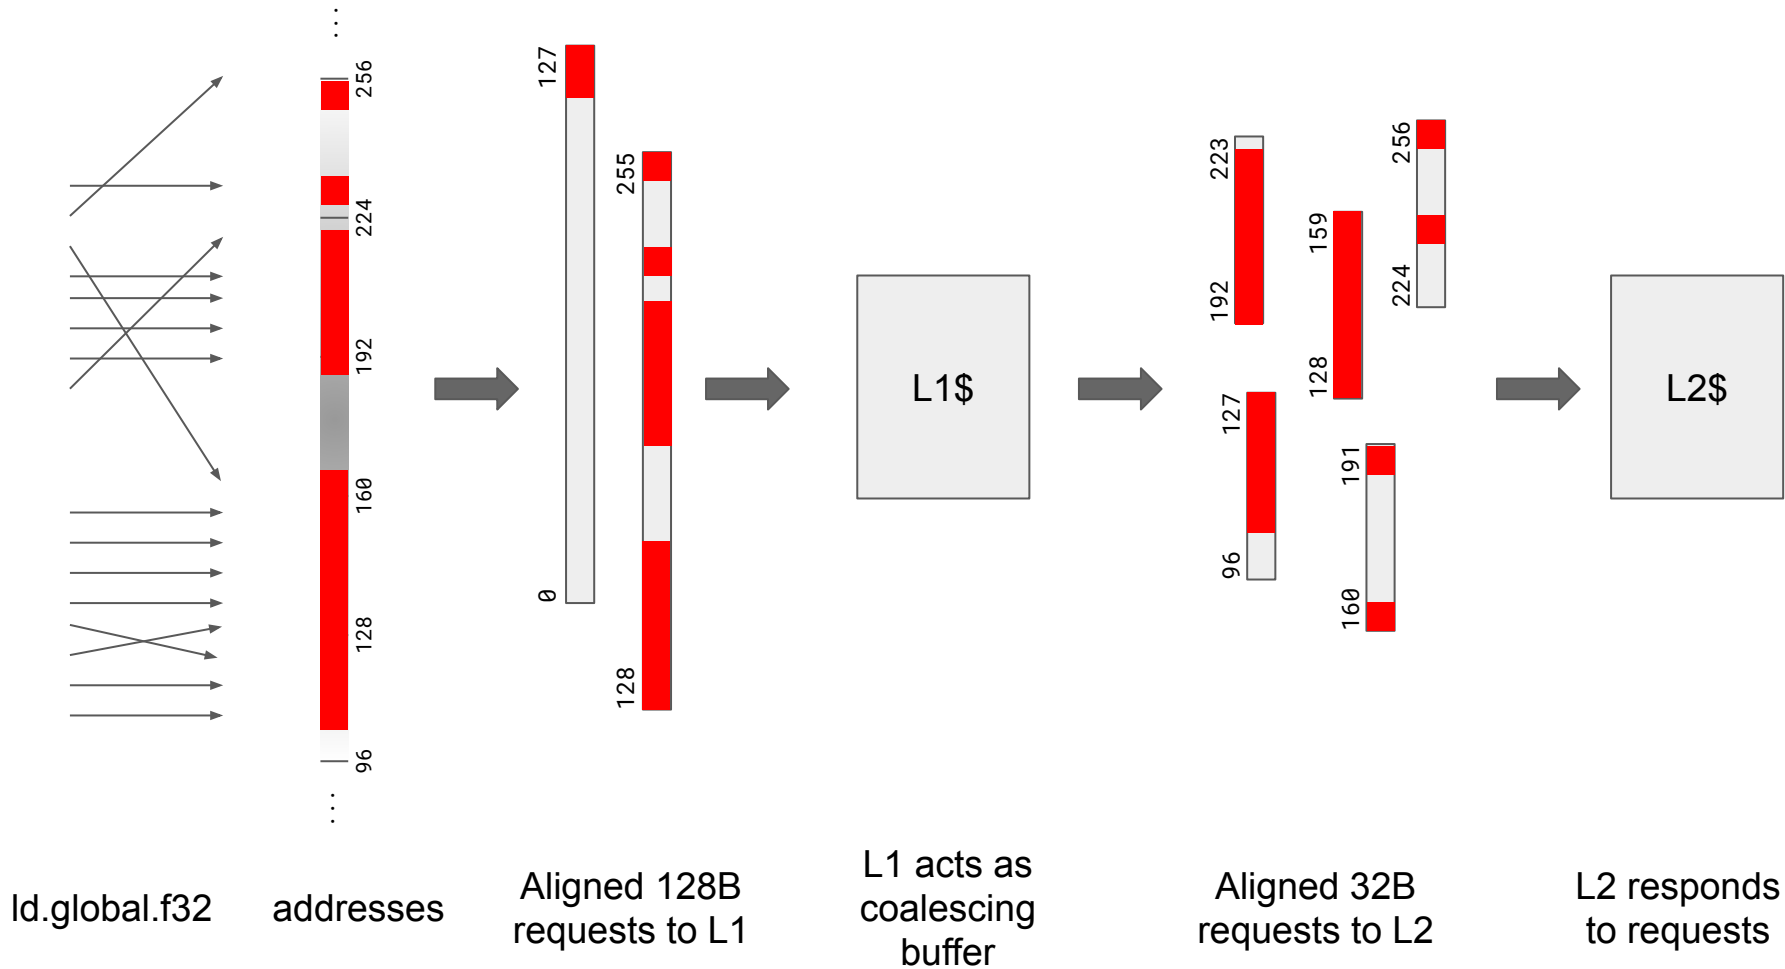 256
224
192
160
128
96
127
0
255
128
L1$
223
192
159
128
256
224
127
96
191
160
L2$
ld.global.f32
addresses
Aligned 128B
requests to L1
L1 acts as
coalescing
buffer
Aligned 32B
requests to L2
L2 responds
to requests